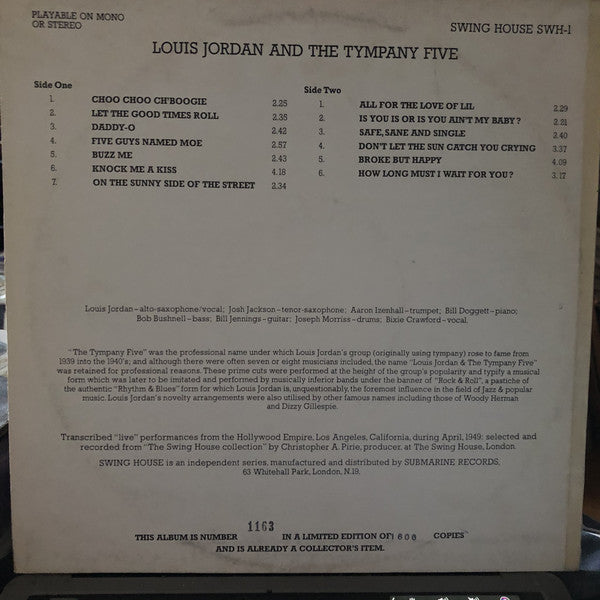 PLAYABLE ON MONO
OR STEREO
SWING HOUSE SWH-1
LOUIS JORDAN AND THE TYMPANY FIVE
Side One
1. CHOO CHOO CH'BOOGIE 2.25
2. LET THE GOOD TIMES ROLL 2.36
3. DADDY-O 2.42
4. FIVE GUYS NAMED MOE 2.57
5. BUZZ ME 2.43
6. KNOCK ME A KISS 4.18
7. ON THE SUNNY SIDE OF THE STREET 2.34
Side Two
1. ALL FOR THE LOVE OF LIL 2.29
2. IS YOU IS OR IS YOU AIN'T MY BABY? 2.21
3. SAFE, SANE AND SINGLE 2.40
4. DON'T LET THE SUN CATCH YOU CRYING 3.37
5. BROKE BUT HAPPY 4.09
6. HOW LONG MUST I WAIT FOR YOU? 3.17
Louis Jordan–alto-saxophone/vocal; Josh Jackson–tenor-saxophone; Aaron Izenhall–trumpet; Bill Doggett–piano;
Bob Bushnell–bass; Bill Jennings–guitar; Joseph Morriss–drums; Bixie Crawford–vocal.
"The Tympany Five" was the professional name under which Louis Jordan's group (originally using tympany) rose to fame from
1939 into the 1940's; and although there were often seven or eight musicians included, the name "Louis Jordan & The Tympany Five"
was retained for professional reasons. These prime cuts were performed at the height of the group's popularity and typify a musical
form which was later to be imitated and performed by musically inferior bands under the banner of "Rock & Roll", a pastiche of
the authentic "Rhythm & Blues" form for which Louis Jordan is, unquestionably, the foremost influence in the field of Jazz & popular
music. Louis Jordan's novelty arrangements were also utilised by other famous names including those of Woody Herman
and Dizzy Gillespie.
Transcribed "live" performances from the Hollywood Empire, Los Angeles, California, during April, 1949: selected and
recorded from "The Swing House collection" by Christopher A. Pirie, producer, at The Swing House, London.
SWING HOUSE is an independent series, manufactured and distributed by SUBMARINE RECORDS,
63 Whitehall Park, London, N.19.
THIS ALBUM IS NUMBER 1163 IN A LIMITED EDITION OF 1600 COPIES
AND IS ALREADY A COLLECTOR'S ITEM.